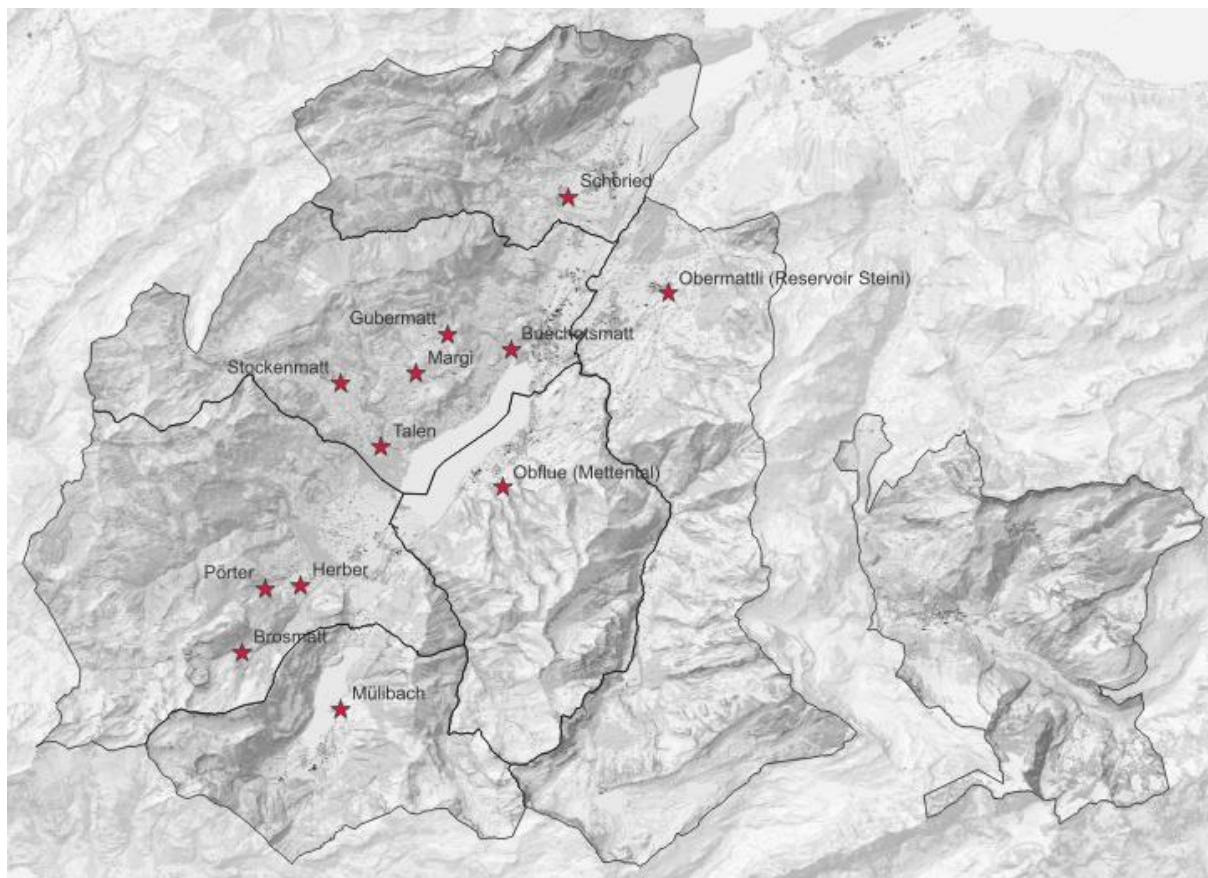 Schoried
Obermattli (Reservoir Steini)
Gubermatt
Buechetsmatt
Margi
Stockenmatt
Talen
Obflue (Mettental)
Pörter
Herber
Brosmatt
Mülibach